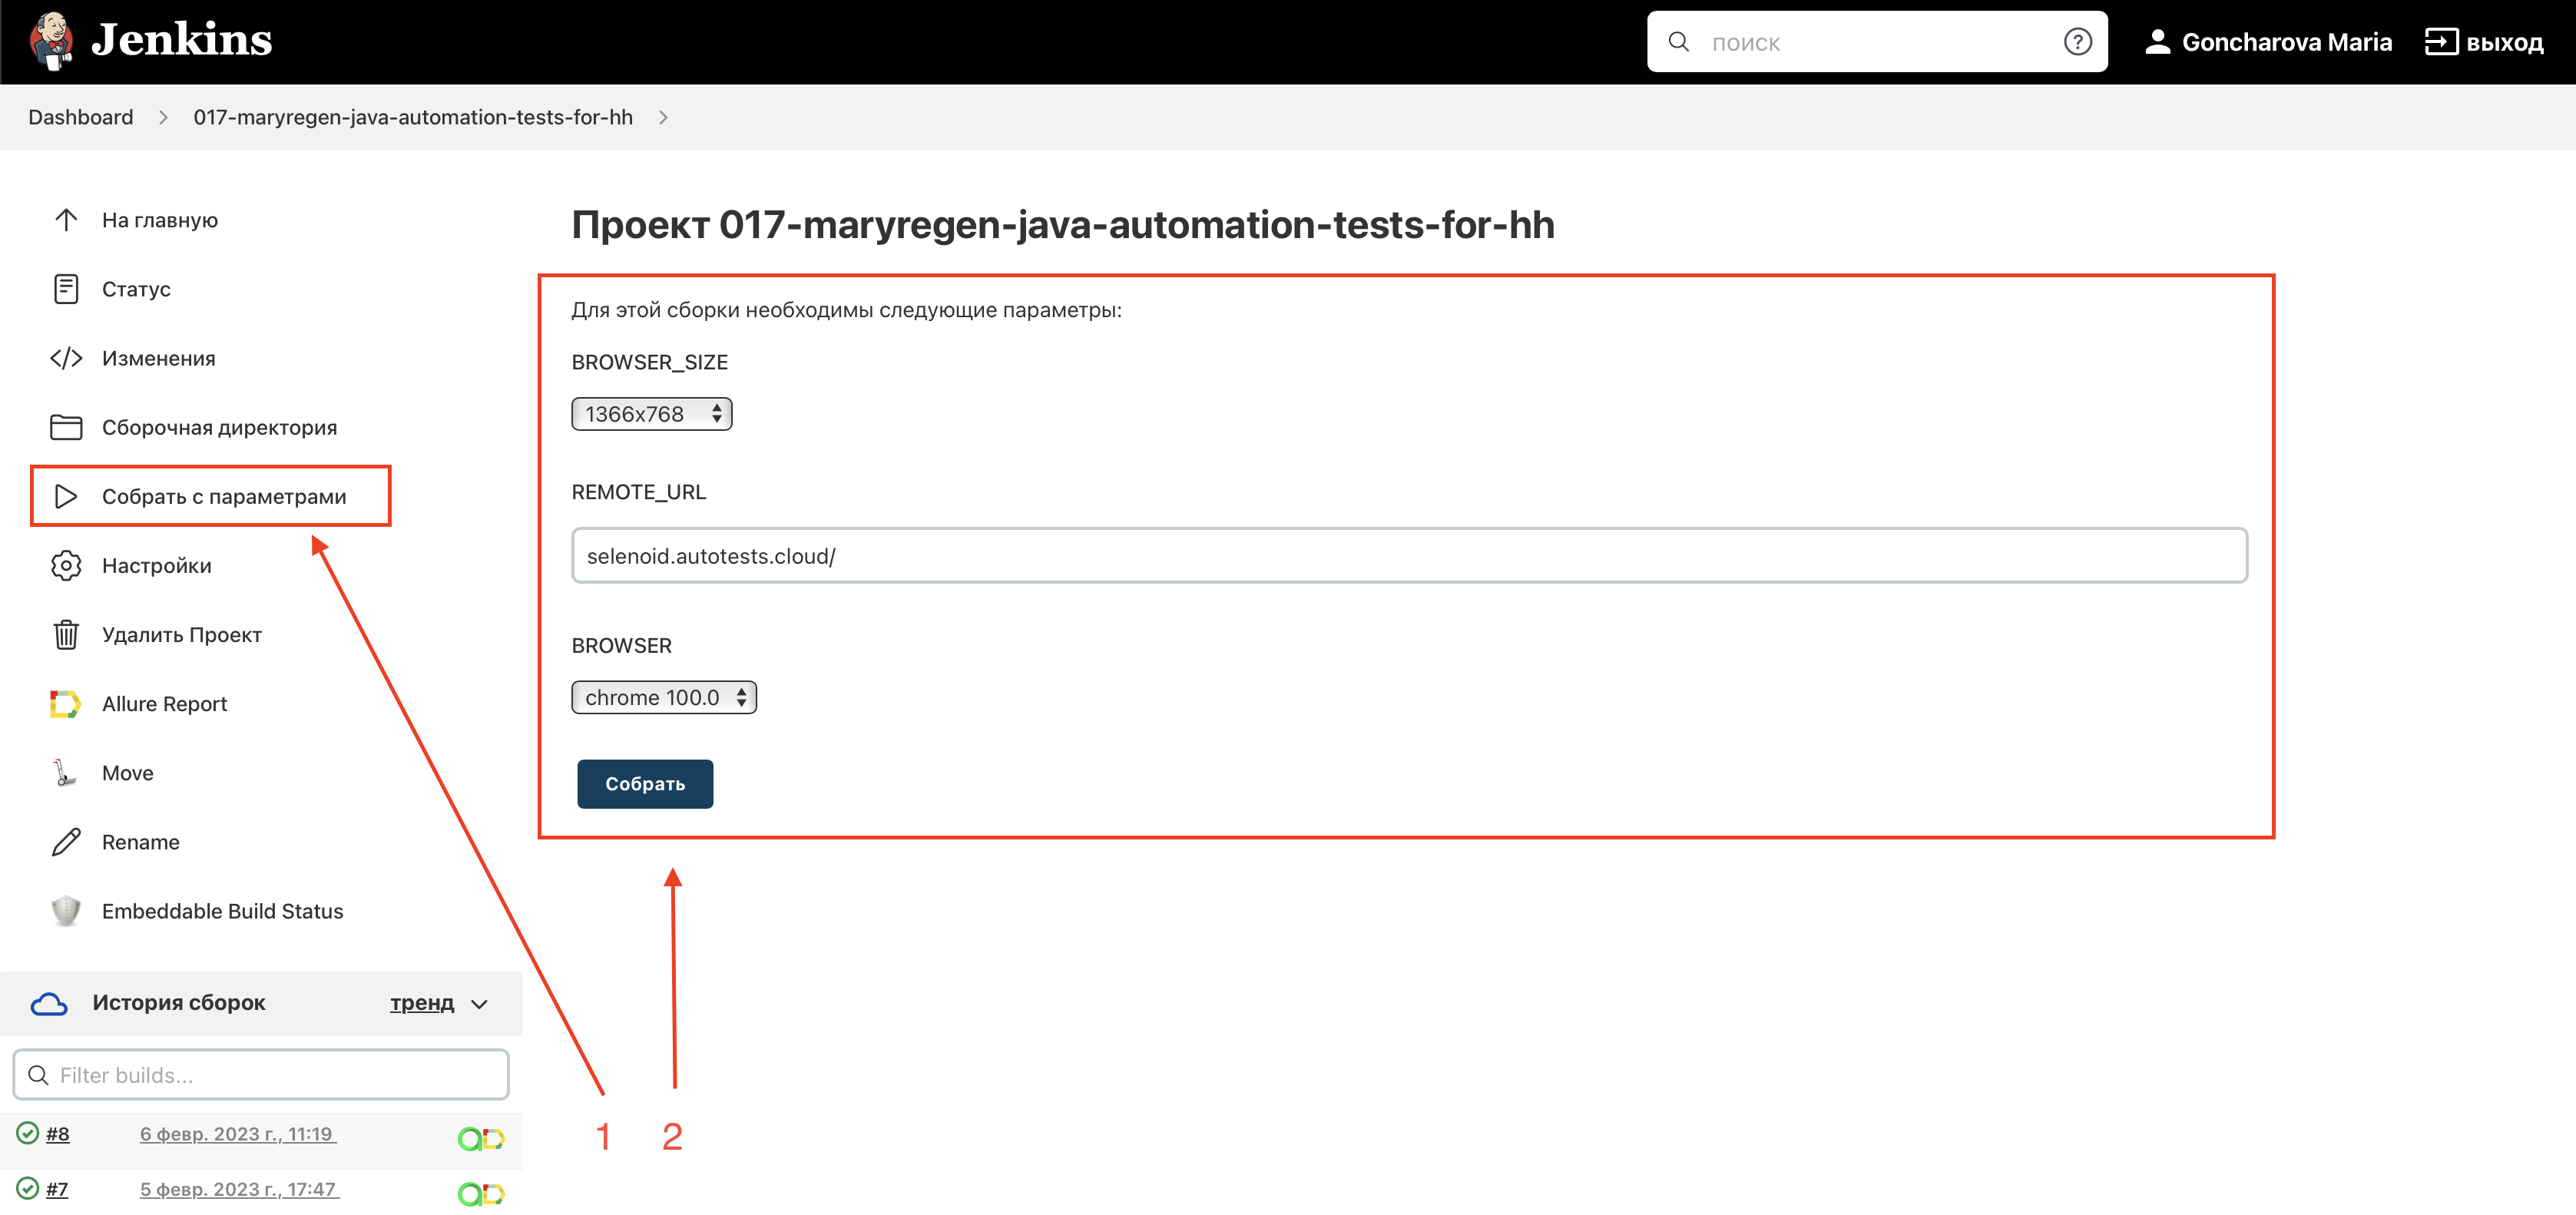 Jenkins
поиск
Goncharova Maria
выход
Dashboard
017-maryregen-java-automation-tests-for-hh
На главную
Статус
Изменения
Сборочная директория
Собрать с параметрами
Настройки
Удалить Проект
Allure Report
Move
Rename
Embeddable Build Status
История сборок
тренд
Filter builds...
#8
6 февр. 2023 г., 11:19
#7
5 февр. 2023 г., 17:47
Проект 017-maryregen-java-automation-tests-for-hh
Для этой сборки необходимы следующие параметры:
BROWSER_SIZE
1366x768
REMOTE_URL
selenoid.autotests.cloud/
BROWSER
chrome 100.0
Собрать
1
2